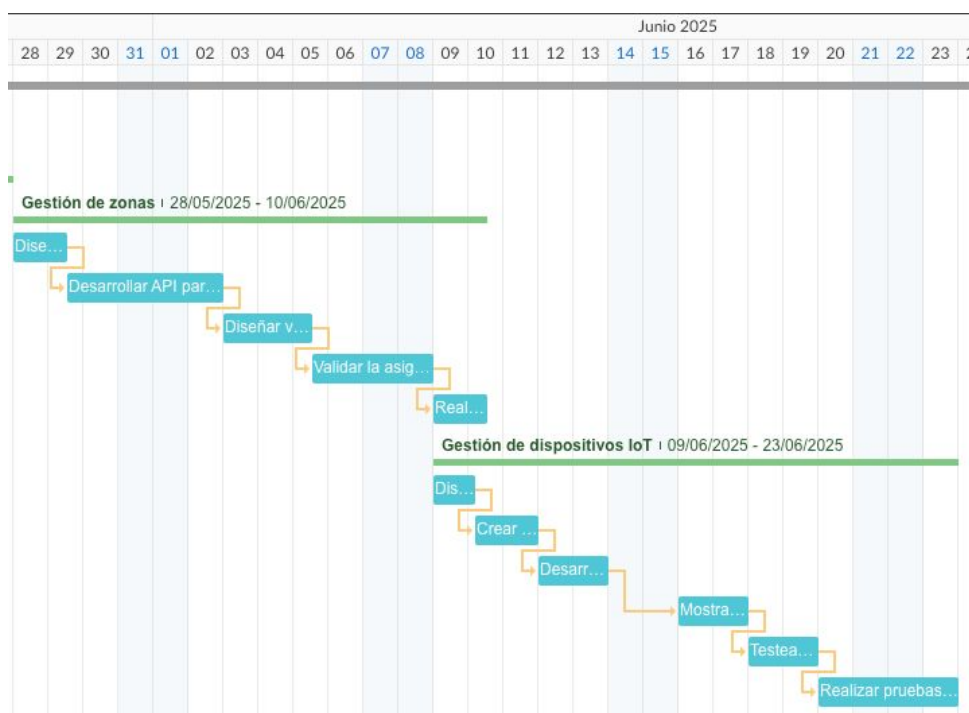 Junio 2025
28 29 30 31 01 02 03 04 05 06 07 08 09 10 11 12 13 14 15 16 17 18 19 20 21 22 23
Gestión de zonas 28/05/2025 - 10/06/2025
Dise...
Desarrollar API par...
Diseñar v...
Validar la asig...
Real...
Gestión de dispositivos IoT 09/06/2025 - 23/06/2025
Dis...
Crear ...
Desarr...
Mostra...
Testea...
Realizar pruebas...